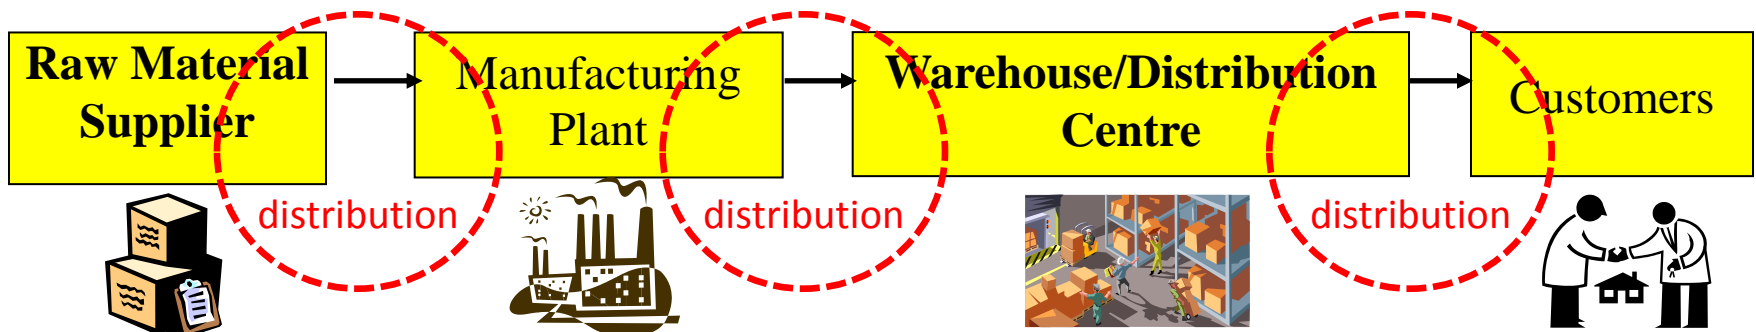 Raw Material
Supplier
Manufacturing
Plant
Warehouse/Distribution
Centre
Customers
distribution
distribution
distribution